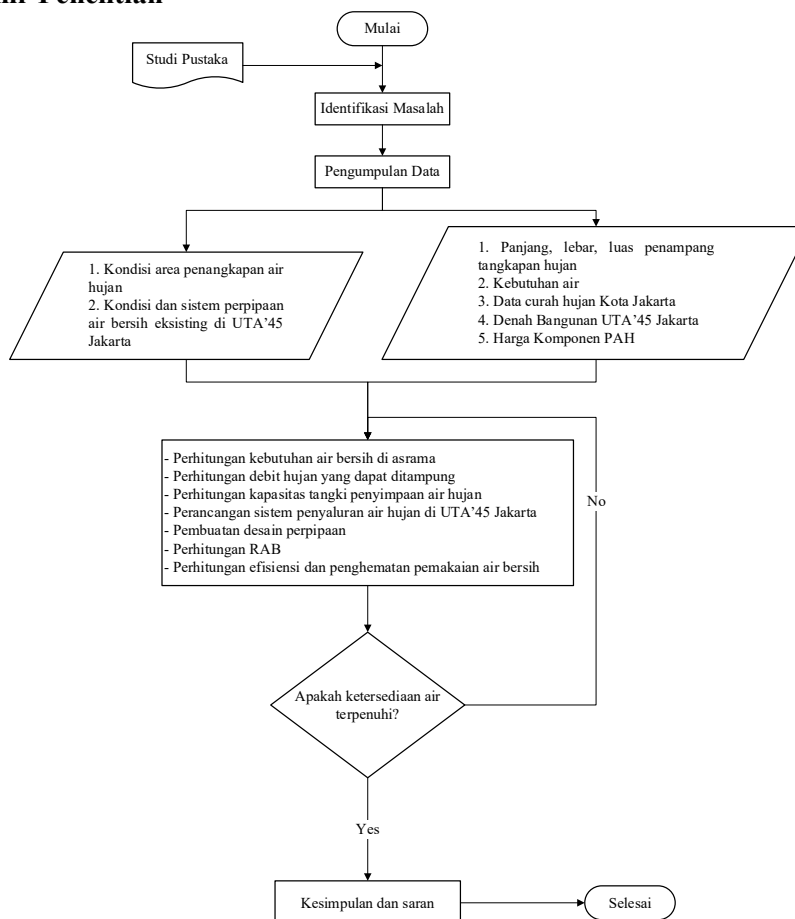 Penelitian
Mulai
Studi Pustaka
Identifikasi Masalah
Pengumpulan Data
1. Kondisi area penangkapan air
hujan
2. Kondisi dan sistem perpipaan
air bersih eksisting di UTA’45
Jakarta
1. Panjang, lebar, luas penampang
tangkapan hujan
2. Kebutuhan air
3. Data curah hujan Kota Jakarta
4. Denah Bangunan UTA’45 Jakarta
5. Harga Komponen PAH
- Perhitungan kebutuhan air bersih di asrama
- Perhitungan debit hujan yang dapat ditampung
- Perhitungan kapasitas tangki penyimpaan air hujan
- Perancangan sistem penyaluran air hujan di UTA’45 Jakarta
- Pembuatan desain perpipaan
- Perhitungan RAB
- Perhitungan efisiensi dan penghematan pemakaian air bersih
No
Apakah ketersediaan air
terpenuhi?
Yes
Kesimpulan dan saran
Selesai